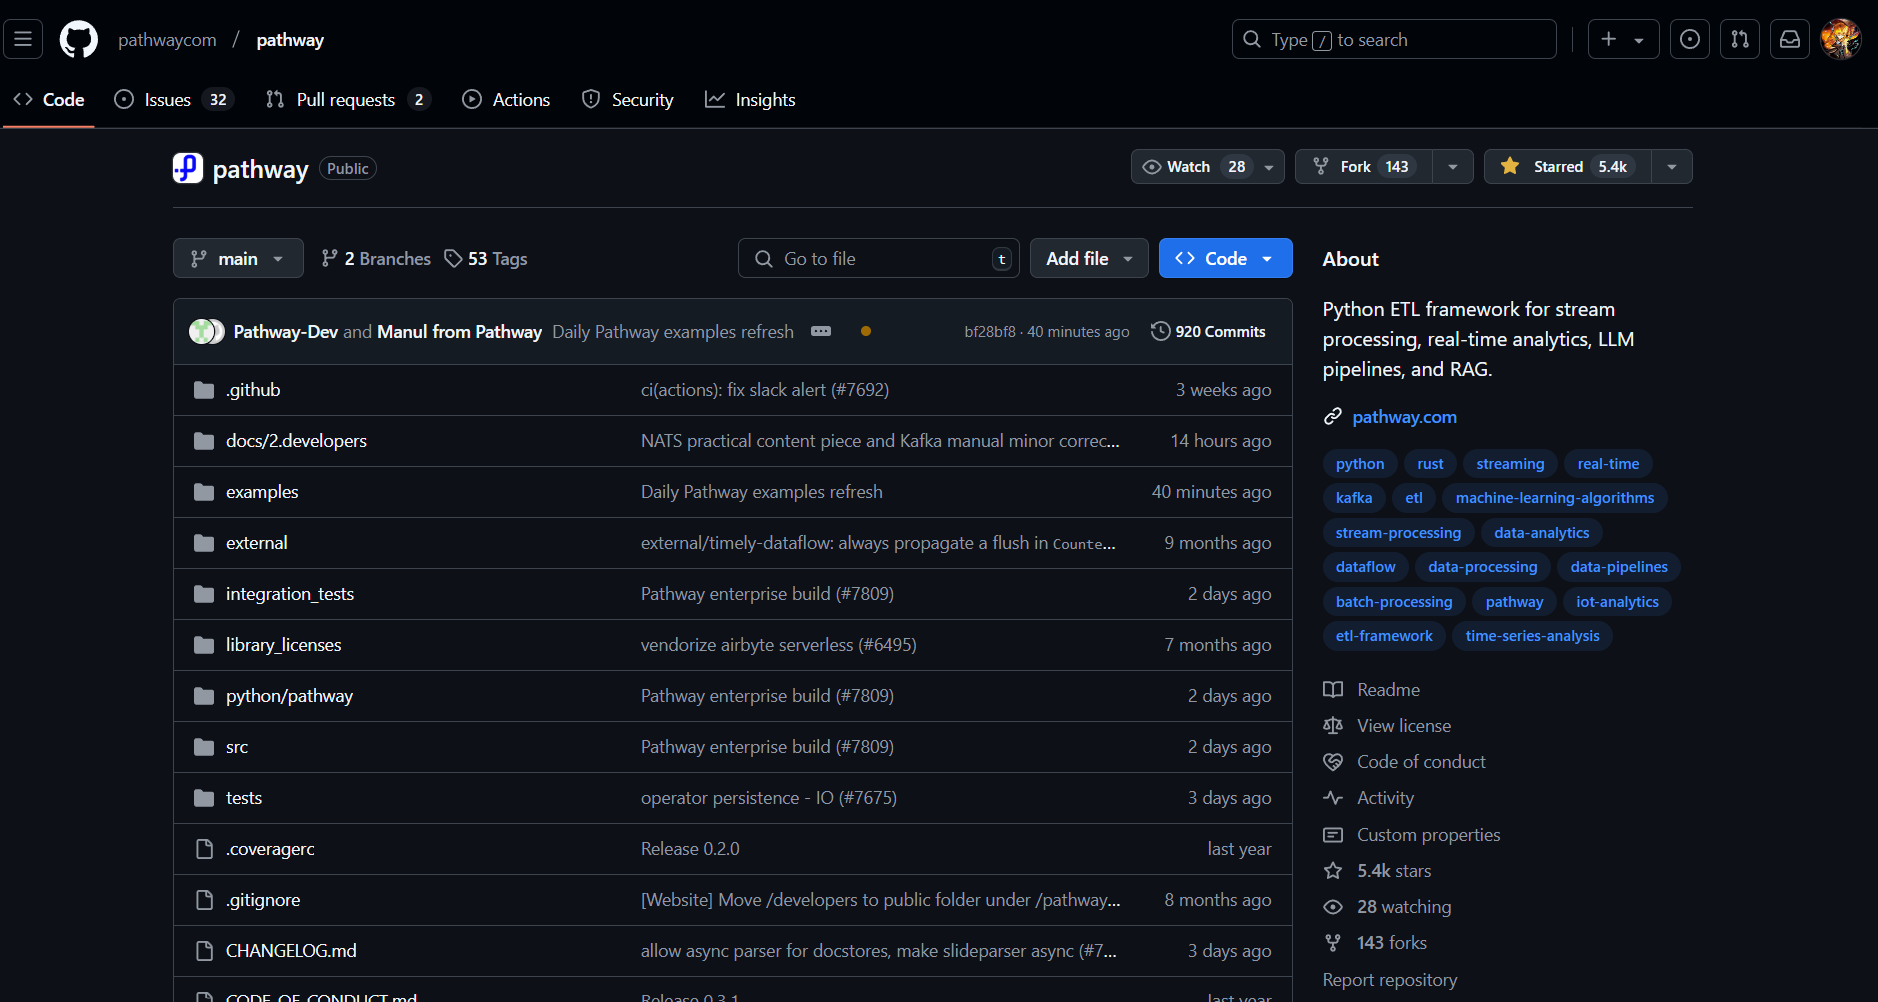 pathwaycom / pathway
Type / to search
Code Issues 32 Pull requests 2 Actions Security Insights
pathway Public
Watch 28 Fork 143 Starred 5.4k
main 2 Branches 53 Tags Go to file t Add file Code
Pathway-Dev and Manul from Pathway Daily Pathway examples refresh bf28bf8 · 40 minutes ago 920 Commits
.github ci(actions): fix slack alert (#7692) 3 weeks ago
docs/2.developers NATS practical content piece and Kafka manual minor correc... 14 hours ago
examples Daily Pathway examples refresh 40 minutes ago
external external/timely-dataflow: always propagate a flush in Counte... 9 months ago
integration_tests Pathway enterprise build (#7809) 2 days ago
library_licenses vendorize airbyte serverless (#6495) 7 months ago
python/pathway Pathway enterprise build (#7809) 2 days ago
src Pathway enterprise build (#7809) 2 days ago
tests operator persistence - IO (#7675) 3 days ago
.coveragerc Release 0.2.0 last year
.gitignore [Website] Move /developers to public folder under /pathway... 8 months ago
CHANGELOG.md allow async parser for docstores, make slideparser async (#7... 3 days ago
CODE_OF_CONDUCT.md Release 0.3.1 last year
About
Python ETL framework for stream
processing, real-time analytics, LLM
pipelines, and RAG.
pathway.com
python rust streaming real-time
kafka etl machine-learning-algorithms
stream-processing data-analytics
dataflow data-processing data-pipelines
batch-processing pathway iot-analytics
etl-framework time-series-analysis
Readme
View license
Code of conduct
Activity
Custom properties
5.4k stars
28 watching
143 forks
Report repository